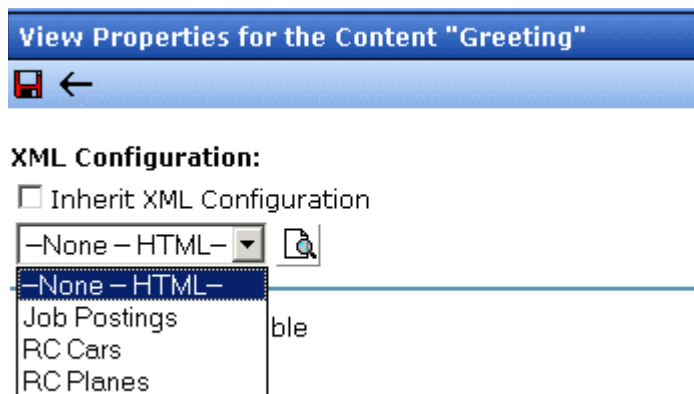 View Properties for the Content "Greeting"
XML Configuration:
Inherit XML Configuration
–None – HTML–
–None – HTML–
Job Postings
ble
RC Cars
RC Planes